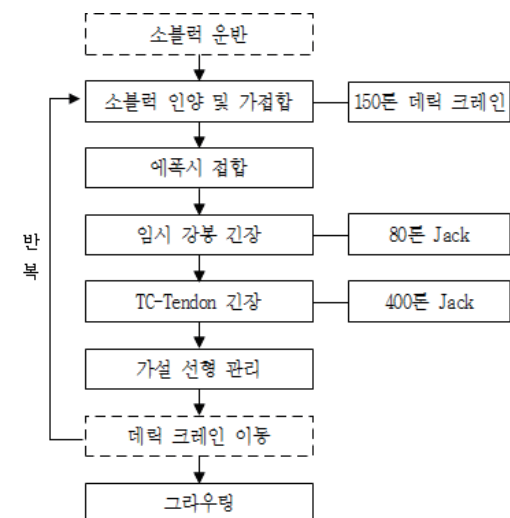 소블럭 운반
소블럭 인양 및 가접합
150톤 데릭 크레인
에폭시 접합
임시 강봉 긴장
80톤 Jack
반
복
TC-Tendon 긴장
400톤 Jack
가설 선형 관리
데릭 크레인 이동
그라우팅